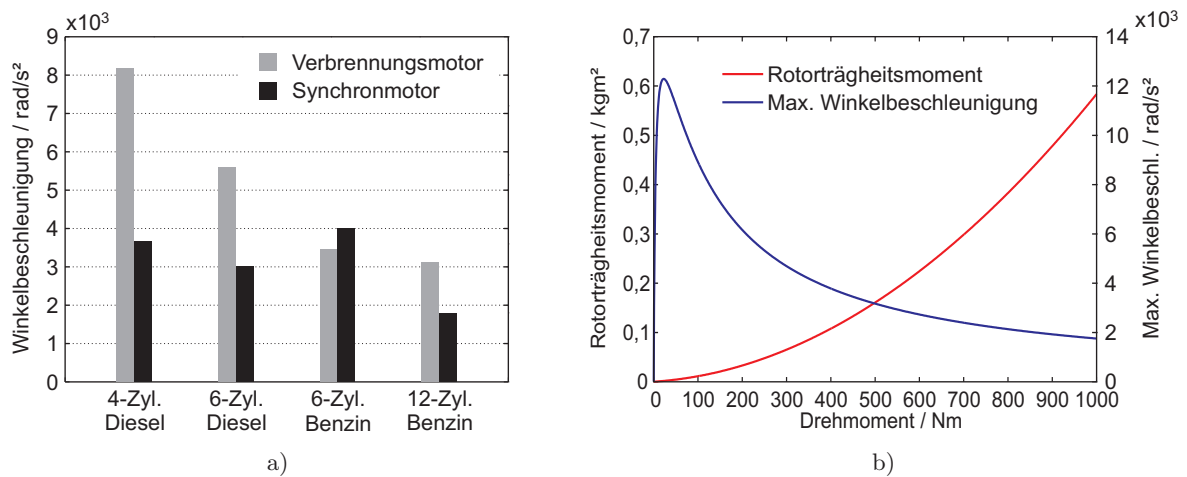 x10³
9
8
7
6
5
4
3
2
1
0
Winkelbeschleunigung / rad/s²
Verbrennungsmotor
Synchronmotor
4-Zyl.
Diesel
6-Zyl.
Diesel
6-Zyl.
Benzin
12-Zyl.
Benzin
a)
0,7
0,6
0,5
0,4
0,3
0,2
0,1
0
Rotorträgheitsmoment / kgm²
Rotorträgheitsmoment
Max. Winkelbeschleunigung
x10³
14
12
10
8
6
4
2
0
Max. Winkelbeschl. / rad/s²
0 100 200 300 400 500 600 700 800 900 1000
Drehmoment / Nm
b)